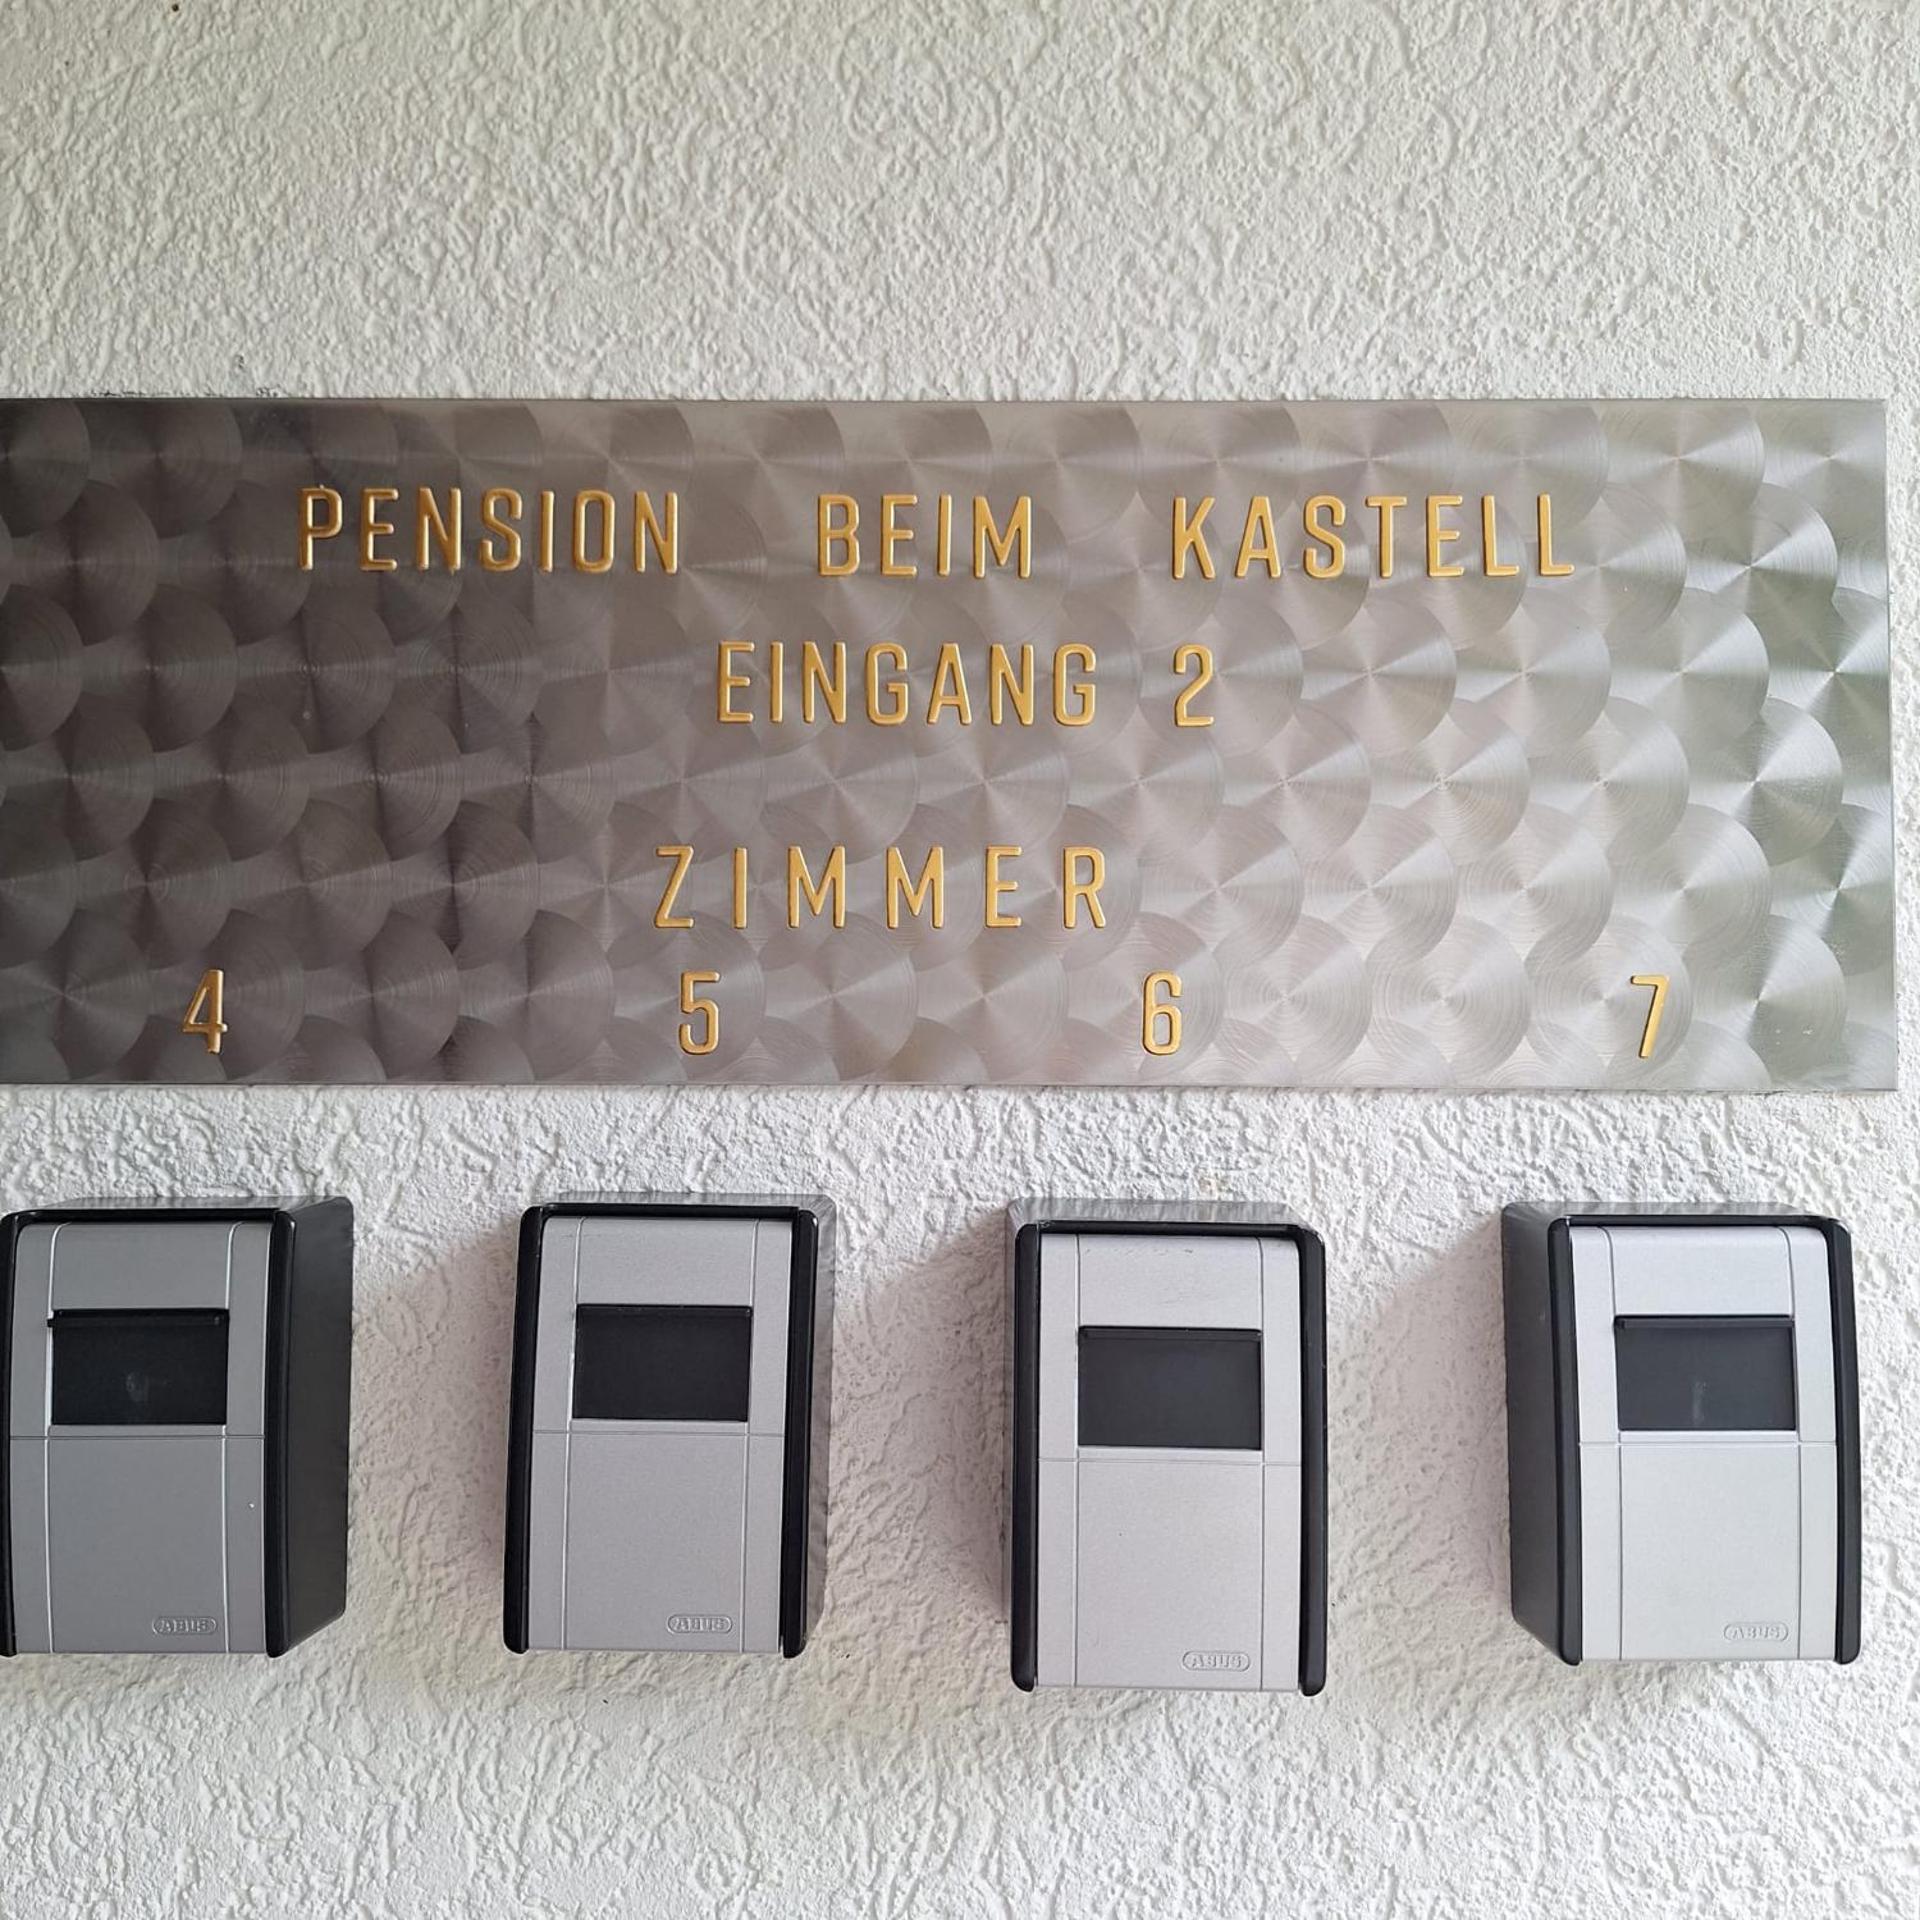 PENSION BEIM KASTELL
EINGANG 2
ZIMMER
4 5 6 7
ABUS ABUS ABUS ABUS